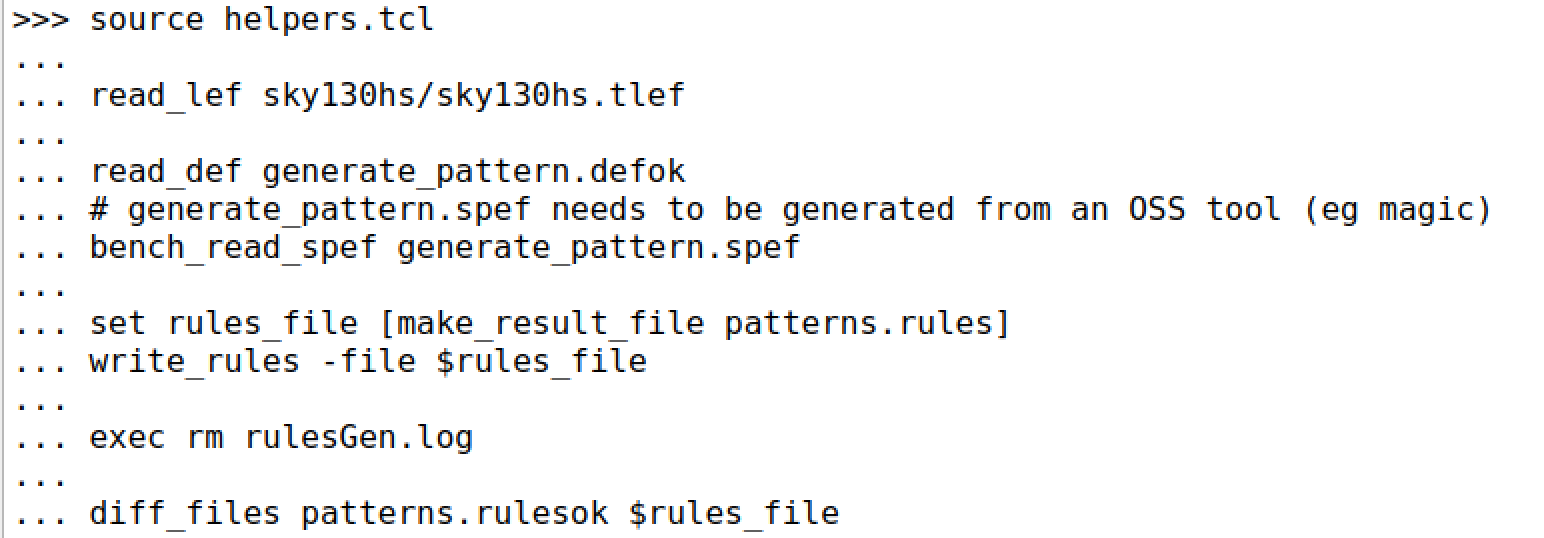 >>> source helpers.tcl
...
... read_lef sky130hs/sky130hs.tlef
...
... read_def generate_pattern.defok
... # generate_pattern.spef needs to be generated from an OSS tool (eg magic)
... bench_read_spef generate_pattern.spef
...
... set rules_file [make_result_file patterns.rules]
... write_rules -file $rules_file
...
... exec rm rulesGen.log
...
... diff_files patterns.rulesok $rules_file